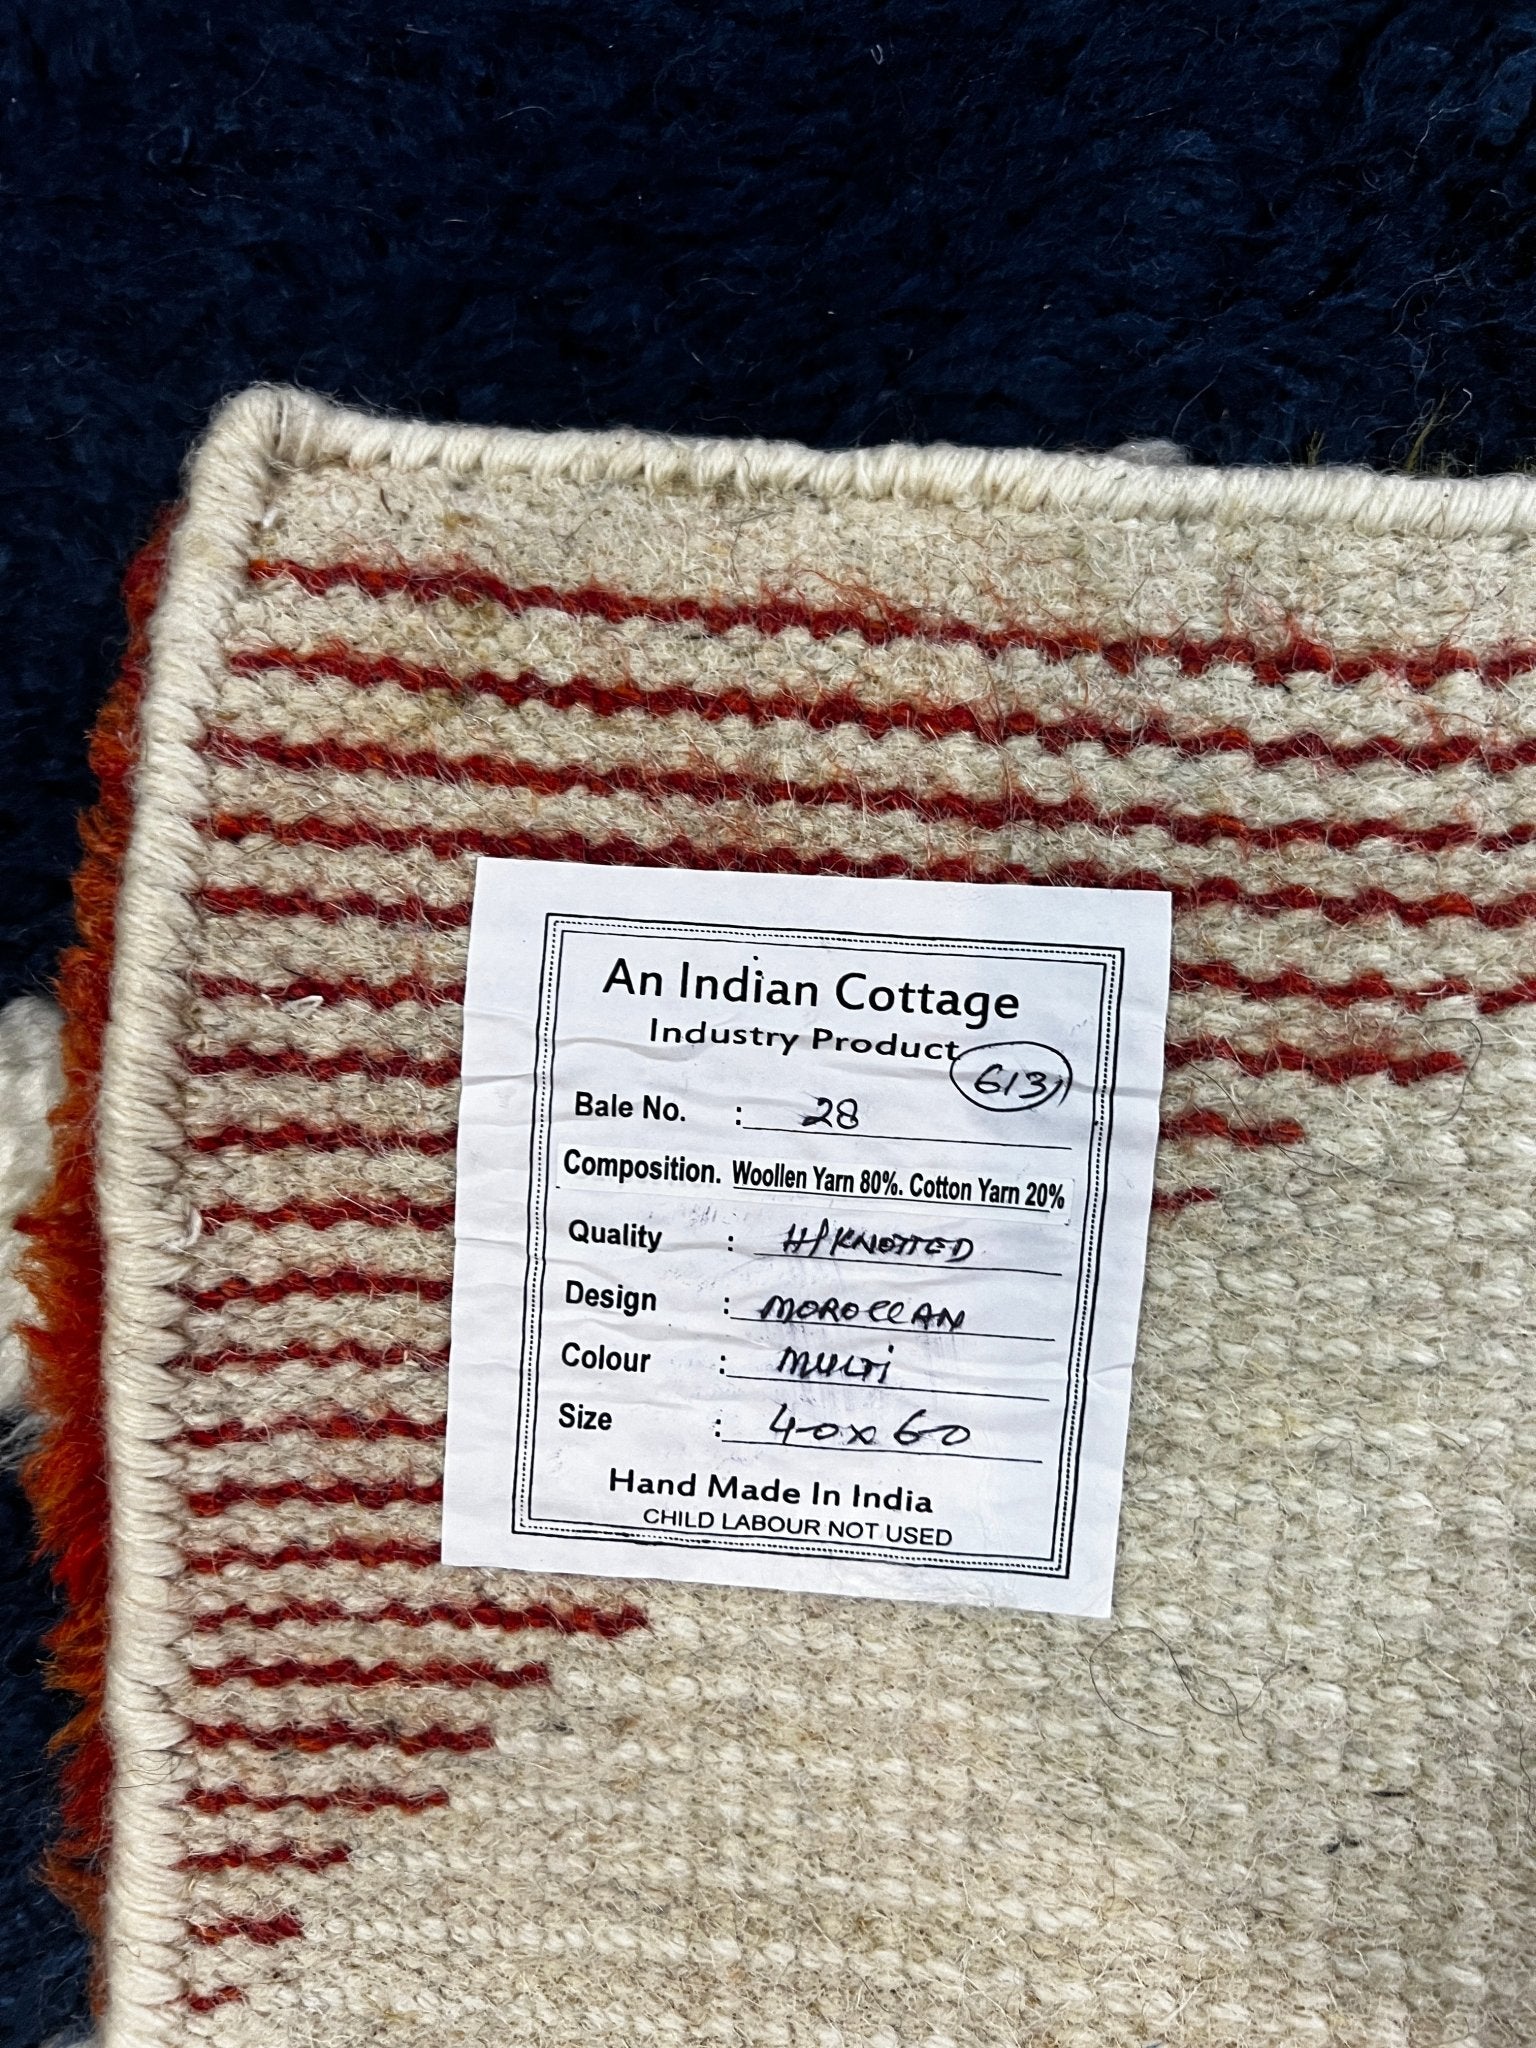 An Indian Cottage
Industry Product
6131
Bale No. : 28
Composition. Woollen Yarn 80%. Cotton Yarn 20%
Quality : H/KNOTTED
Design : MOROCCAN
Colour : MULTI
Size : 40x60
Hand Made In India
CHILD LABOUR NOT USED